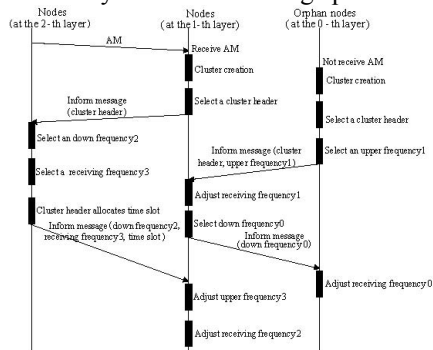 Nodes
(at the 2-th layer)
Nodes
(at the 1-th layer)
Orphan nodes
(at the 0 - th layer)
AM
Receive AM
Not receive AM
Cluster creation
Cluster creation
Select a cluster header
Inform message
(cluster header)
Select a cluster header
Select an down frequency2
Inform message (cluster
header, upper frequency1)
Select an upper frequency1
Select a receiving frequency3
Adjust receiving frequency1
Cluster header allocates time slot
Select down frequency0
Inform message (down frequency2,
receiving frequency3, time slot )
Inform message
(down frequency0)
Adjust receiving frequency0
Adjust upper frequency3
Adjust receiving frequency2